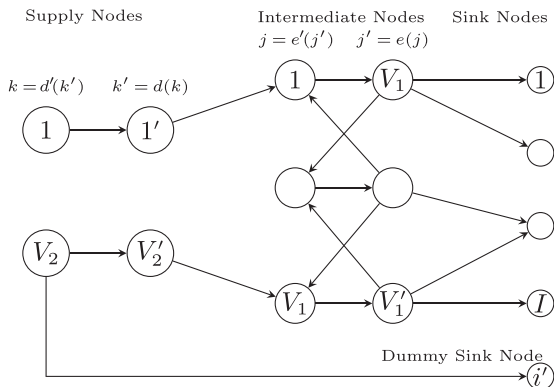 Supply Nodes
Intermediate Nodes
Sink Nodes
j = e′(j′)
j′ = e(j)
k = d′(k′)
k′ = d(k)
1
V₁
1
1
1′
V₂
V₂′
V₁
V₁′
I
Dummy Sink Node
i′